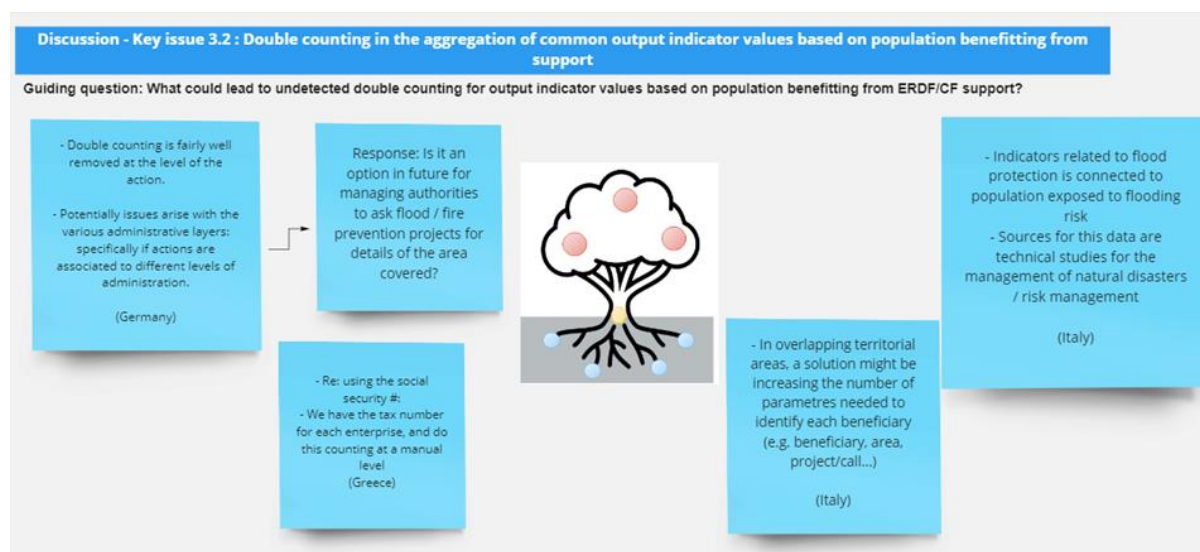 Discussion - Key issue 3.2 : Double counting in the aggregation of common output indicator values based on population benefitting from
support
Guiding question: What could lead to undetected double counting for output indicator values based on population benefitting from ERDF/CF support?
- Double counting is fairly well
removed at the level of the
action.
- Potentially issues arise with the
various administrative layers:
specifically if actions are
associated to different levels of
administration.
(Germany)
Response: Is it an
option in future for
managing authorities
to ask flood / fire
prevention projects for
details of the area
covered?
- Re: using the social
security #:
- We have the tax number
for each enterprise, and do
this counting at a manual
level
(Greece)
- In overlapping territorial
areas, a solution might be
increasing the number of
parametres needed to
identify each beneficiary
(e.g. beneficiary, area,
project/call...)
(Italy)
- Indicators related to flood
protection is connected to
population exposed to flooding
risk
- Sources for this data are
technical studies for the
management of natural disasters
/ risk management
(Italy)